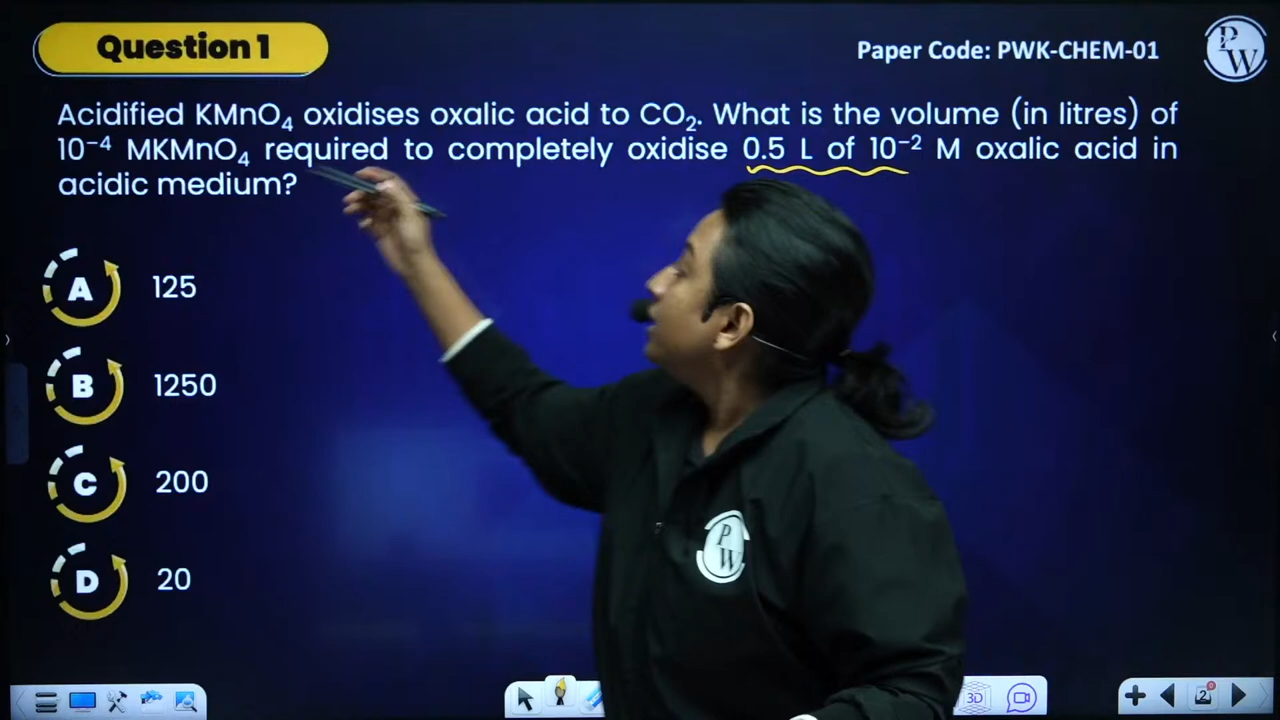 Question 1
Paper Code: PWK-CHEM-01
P
W
Acidified KMnO₄ oxidises oxalic acid to CO₂. What is the volume (in litres) of
10⁻⁴ MKMnO₄ required to completely oxidise 0.5 L of 10⁻² M oxalic acid in
acidic medium?
A 125
B 1250
C 200
D 20
P
W
3D
2